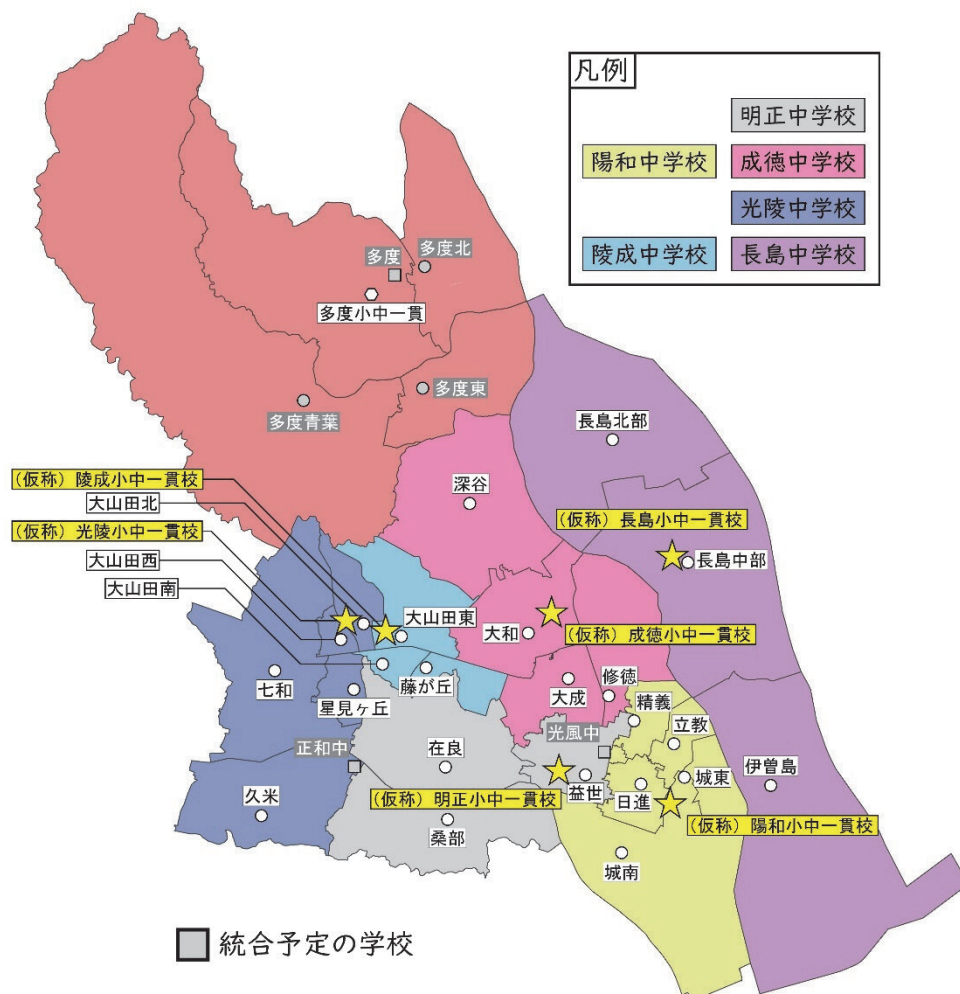 凡例
明正中学校
陽和中学校
成徳中学校
光陵中学校
陵成中学校
長島中学校
多度
多度北
多度小中一貫
多度東
多度青葉
長島北部
(仮称)陵成小中一貫校
深谷
大山田北
(仮称)長島小中一貫校
(仮称)光陵小中一貫校
長島中部
大山田西
大山田南
大山田東
大和
(仮称)成徳小中一貫校
七和
藤が丘
大成
修徳
星見ヶ丘
精義
立教
正和中
在良
光風中
城東
伊曽島
久米
(仮称)明正小中一貫校
益世
日進
桑部
(仮称)陽和小中一貫校
城南
統合予定の学校